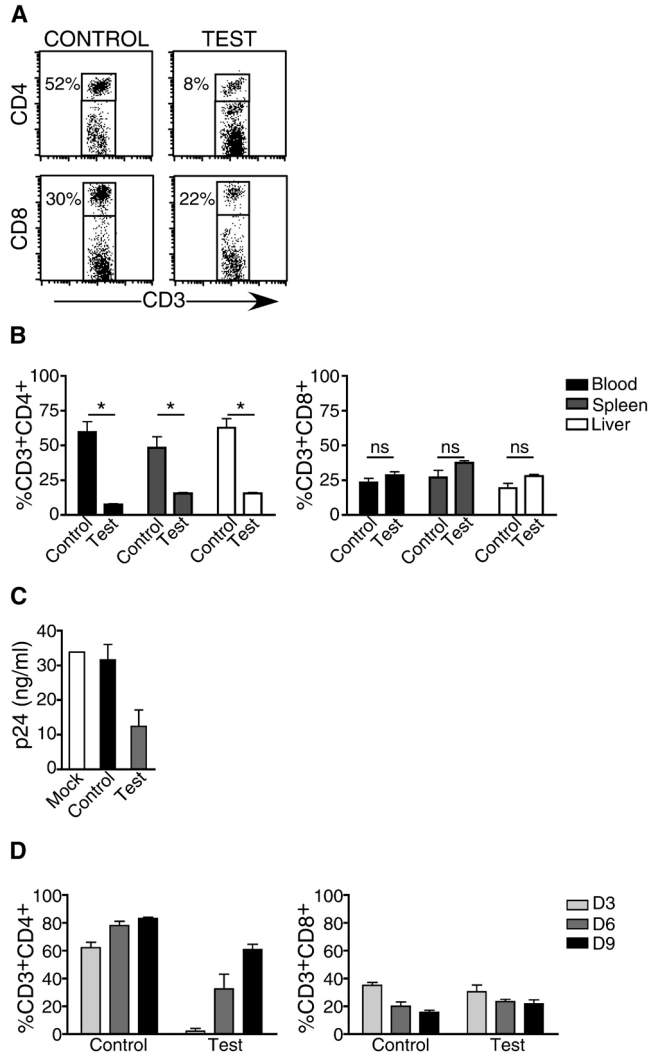 A
CONTROL TEST
CD4
52% 8%
CD8
30% 22%
CD3
B
%CD3+CD4+
100
75
50
25
0
* * *
Control Test Control Test Control Test
%CD3+CD8+
100
75
50
25
0
ns ns ns
Control Test Control Test Control Test
Blood
Spleen
Liver
C
p24 (ng/ml)
40
30
20
10
0
Mock Control Test
D
%CD3+CD4+
100
80
60
40
20
0
Control Test
%CD3+CD8+
100
80
60
40
20
0
Control Test
D3
D6
D9